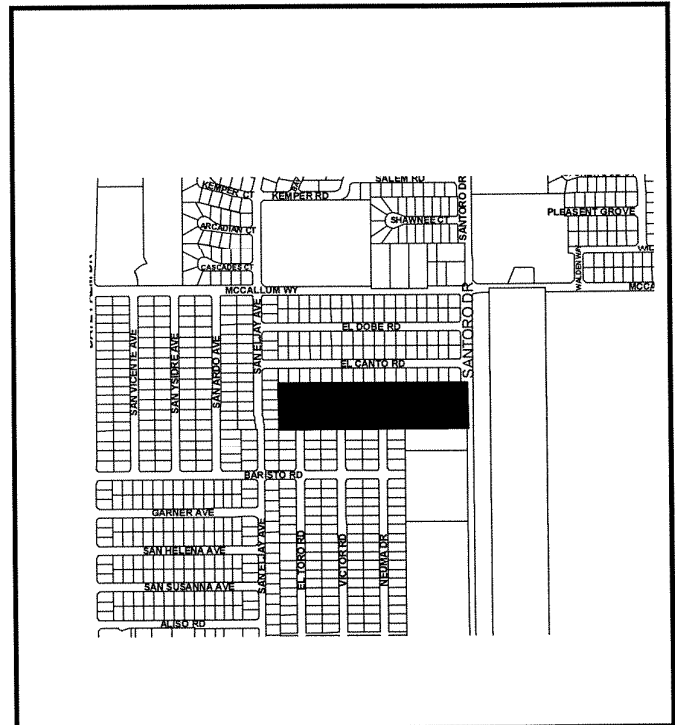 SALEM RD
KEMPER CT
KEMPER RD
SANTORO DR
SHAWNEE CT
ARCADIAN CT
PLEASENT GROVE
CASCADES CT
WALDEN WY
MCCALLUM WY
MCCA
SAN ELJAY AVE
SANTORO DR
EL DOBE RD
SAN VICENTE AVE
SAN YSIDRE AVE
SAN ARDO AVE
EL CANTO RD
BARISTO RD
GARNER AVE
SAN ELJAY AVE
EL TORO RD
VICTOR RD
NEUMA DR
SAN HELENA AVE
SAN SUSANNA AVE
ALISO RD